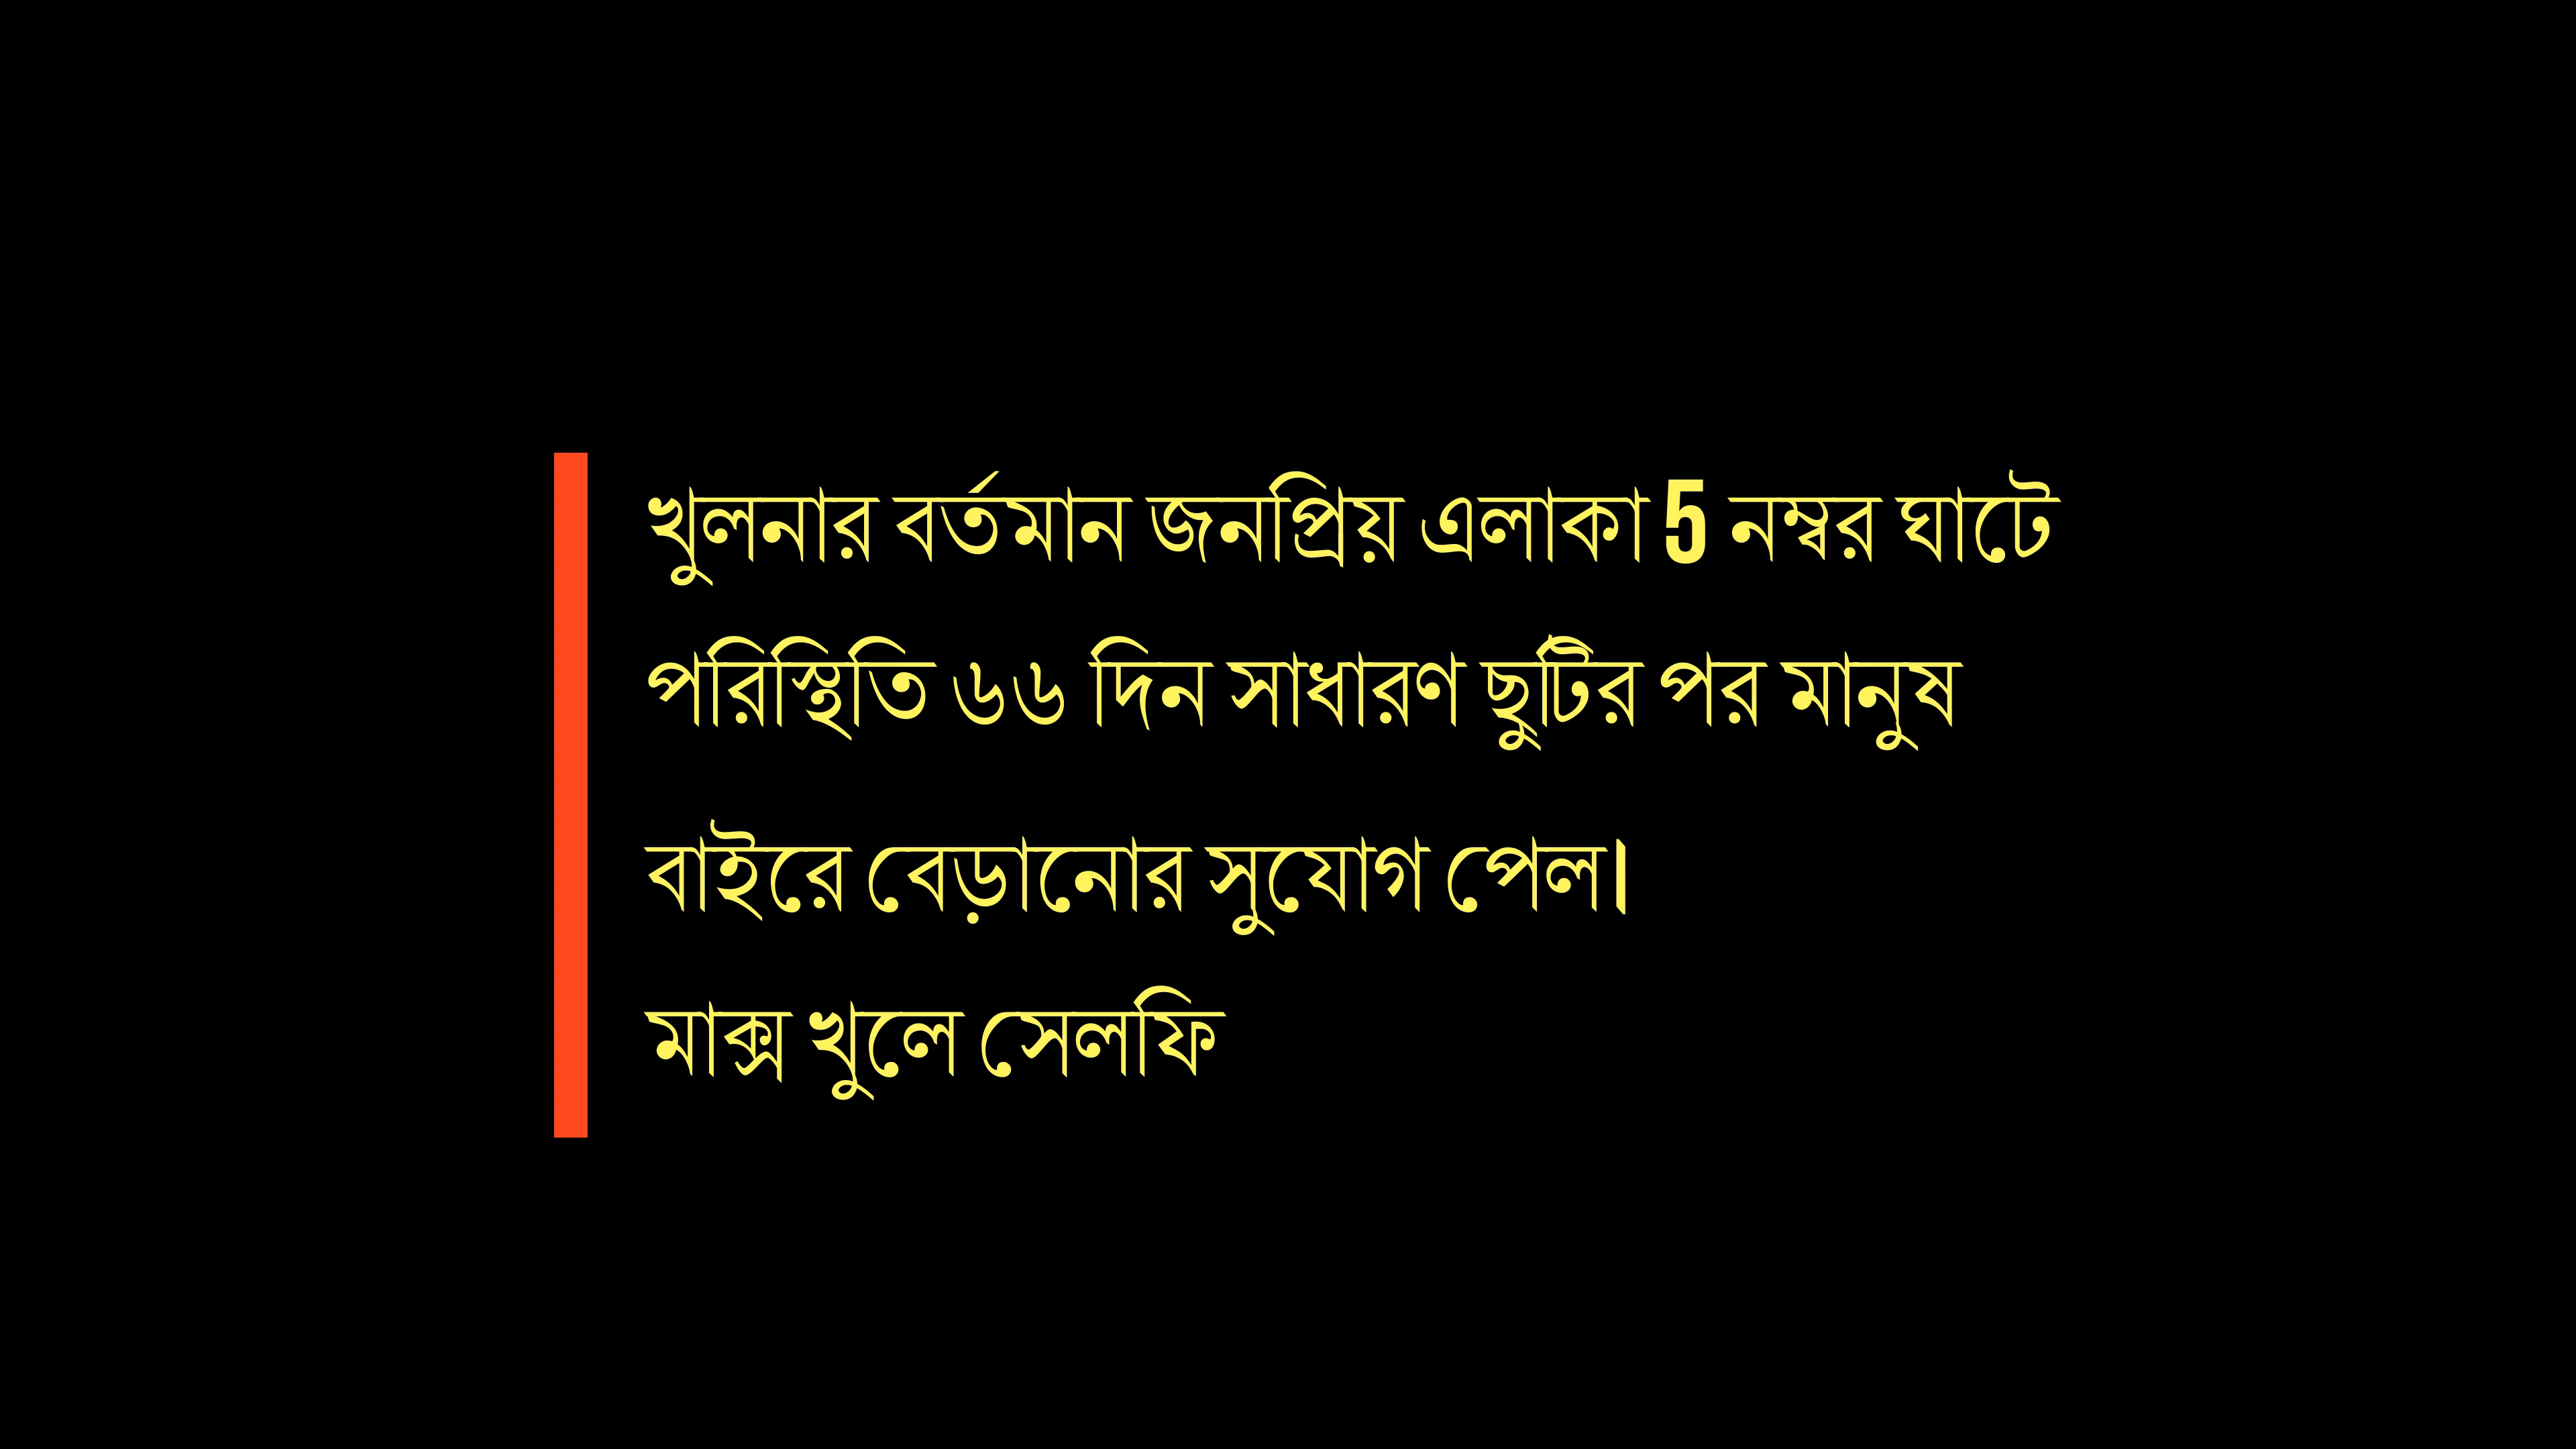 খুলনার বর্তমান জনপ্রিয় এলাকা 5 নম্বর ঘাটে
পরিস্থিতি ৬৬ দিন সাধারণ ছুটির পর মানুষ
বাইরে বেড়ানোর সুযোগ পেল।
মাক্স খুলে সেলফি